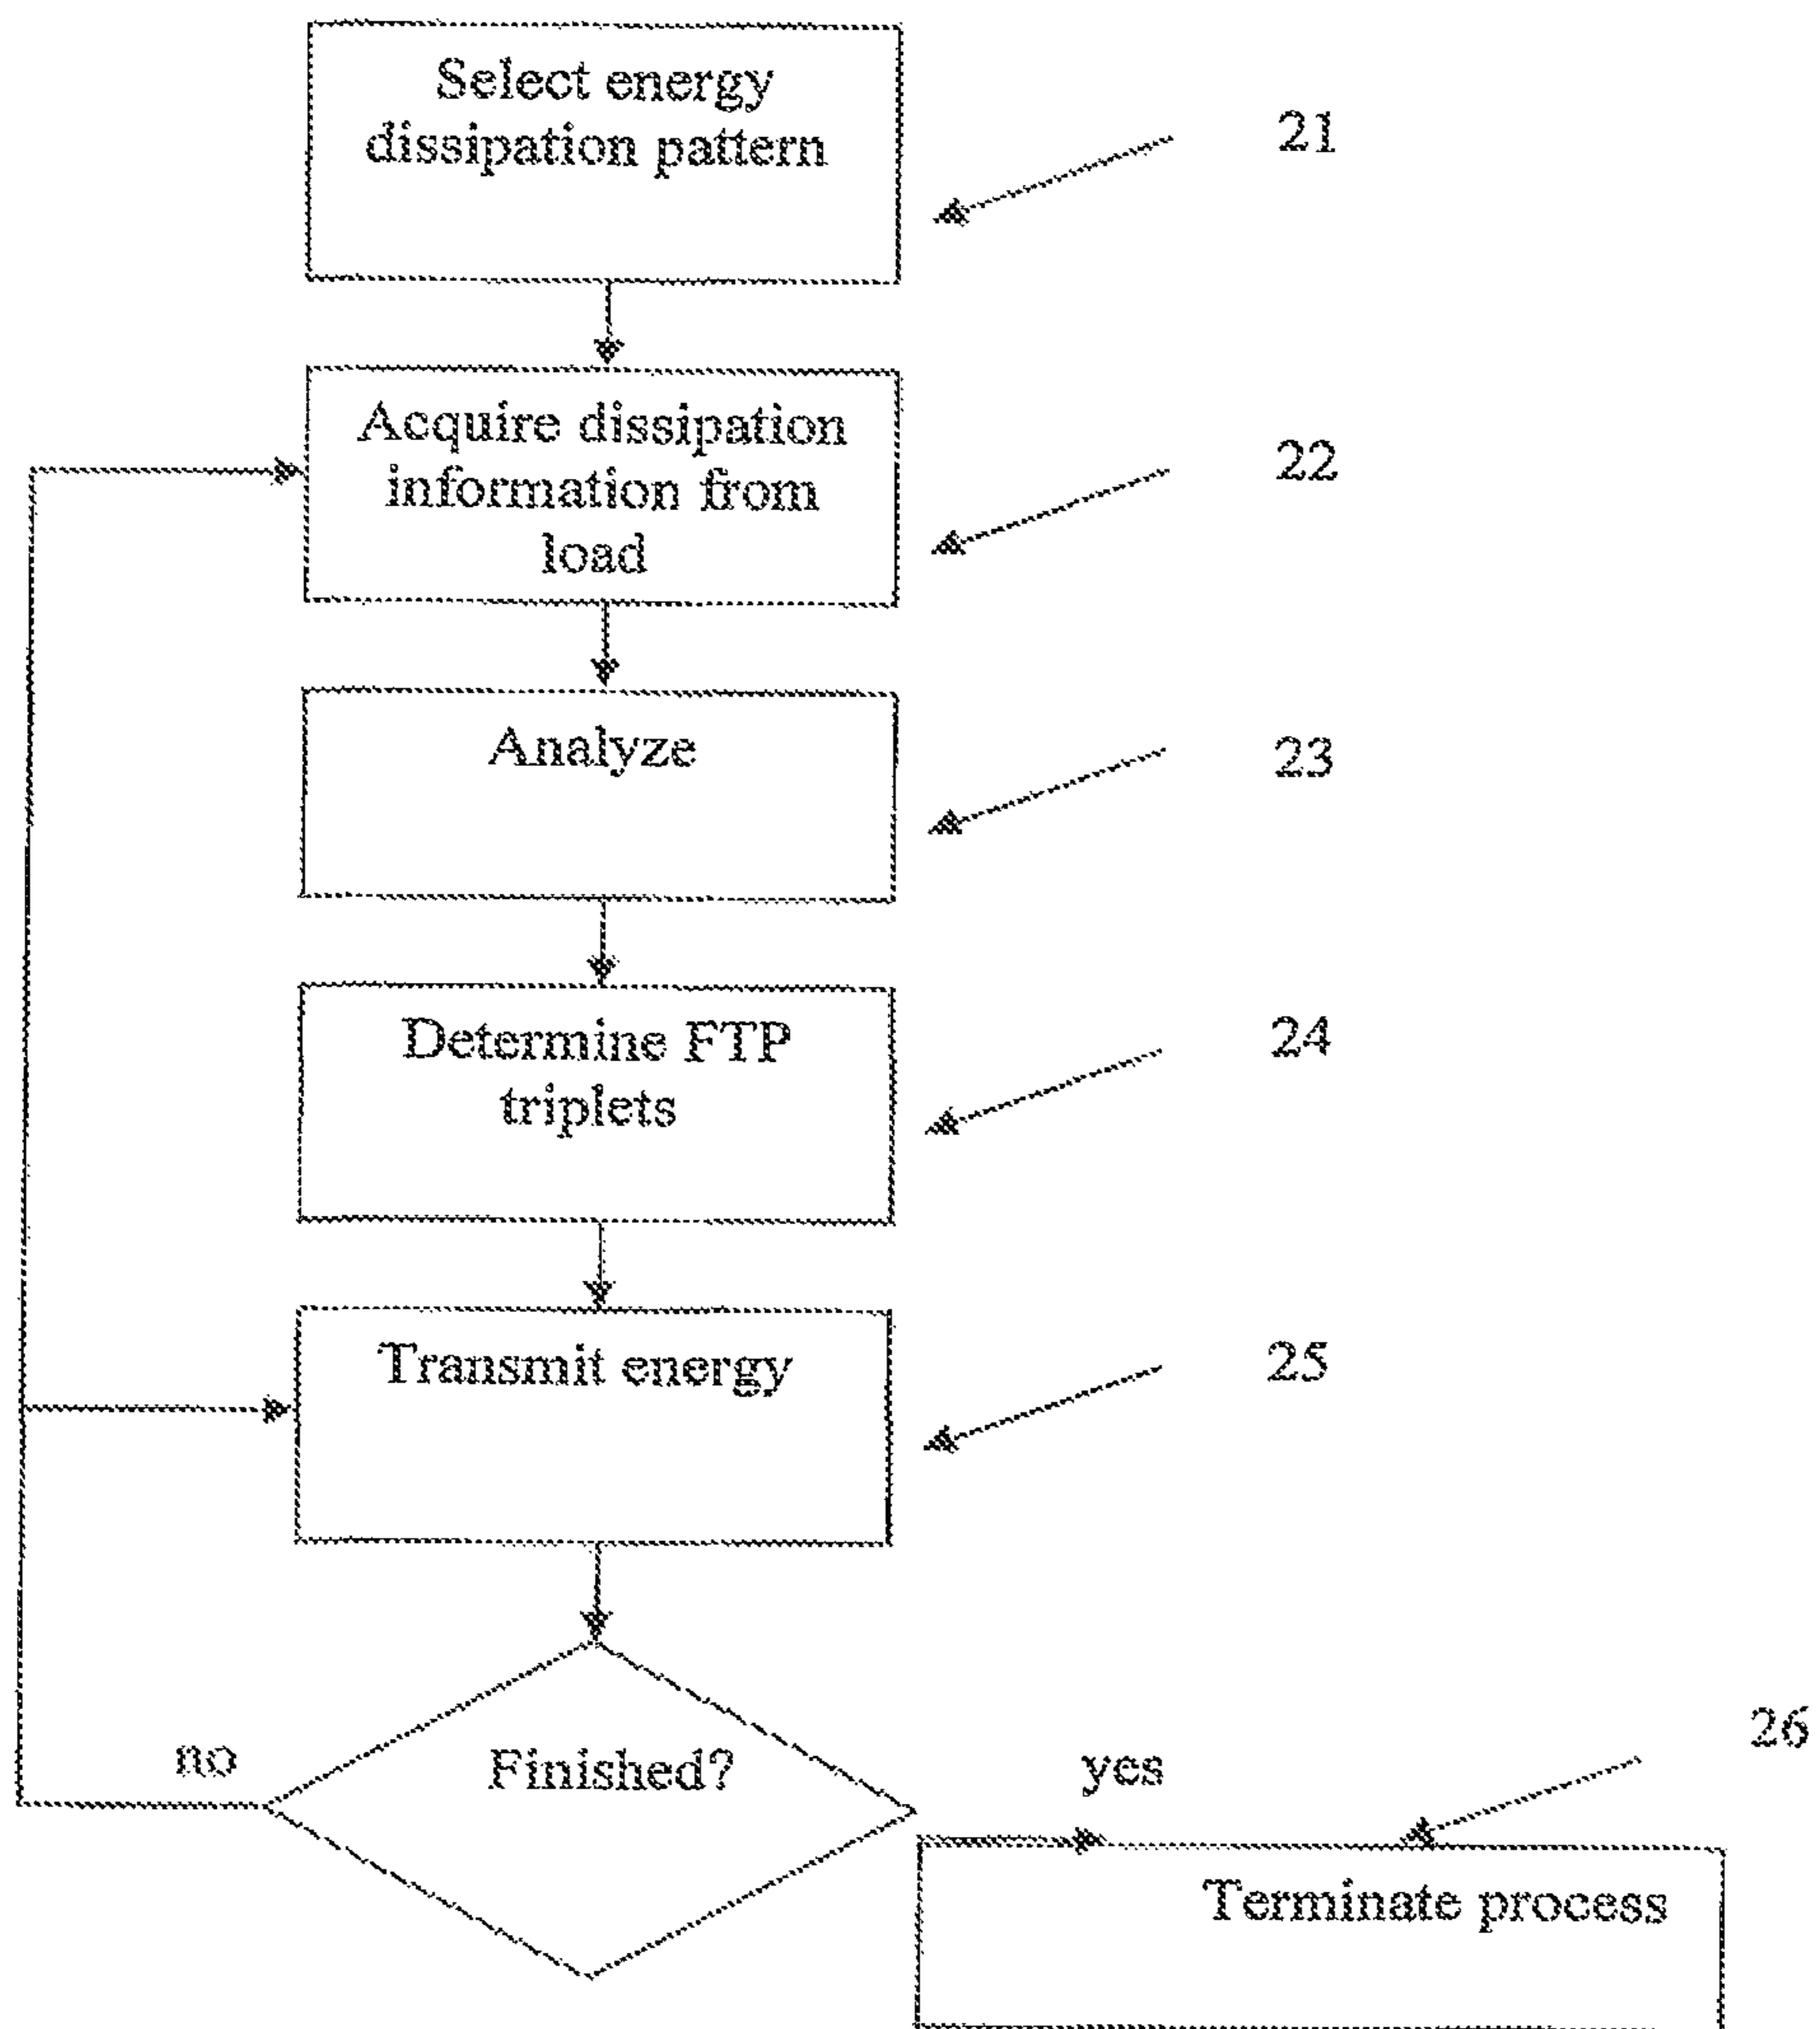 Select energy
dissipation pattern
21
Acquire dissipation
information from
load
22
Analyze
23
Determine FTP
triplets
24
Transmit energy
25
Finished?
no
yes
26
Terminate process